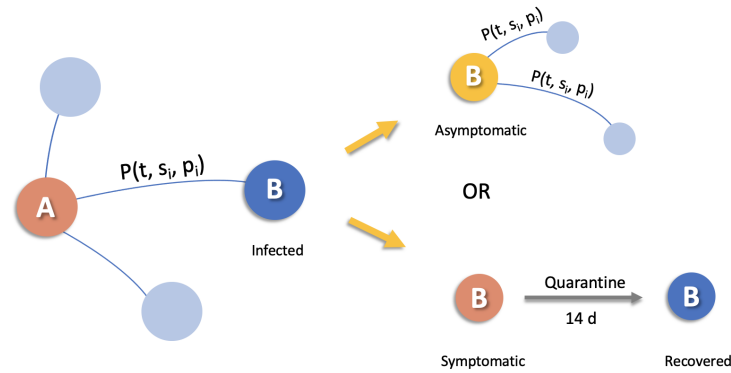 A
P(t, sᵢ, pᵢ)
B
Infected
P(t, sᵢ, pᵢ)
B
P(t, sᵢ, pᵢ)
Asymptomatic
OR
B
Quarantine
14 d
B
Symptomatic
Recovered